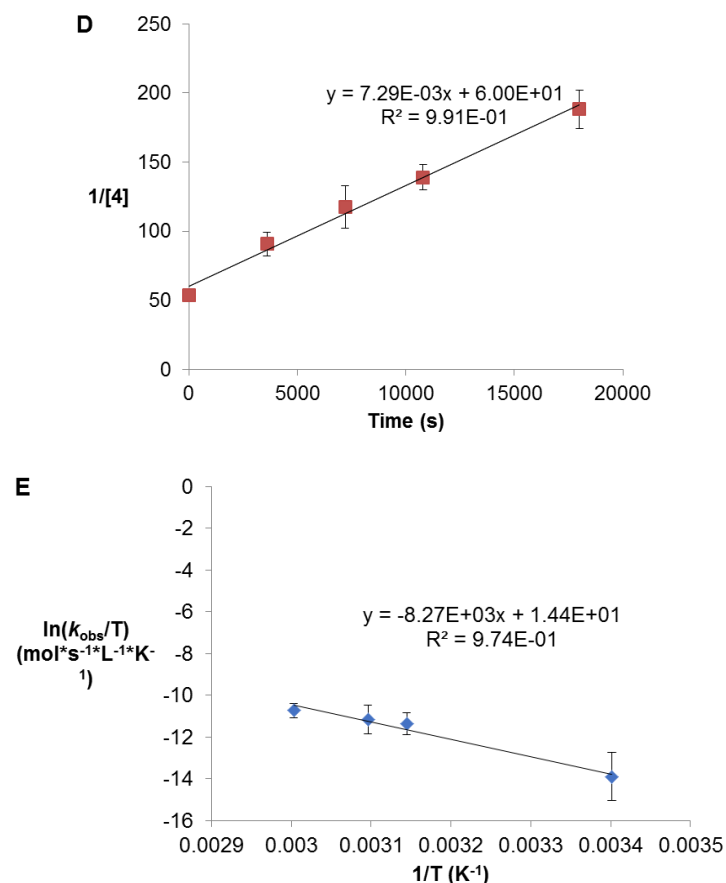 D
y = 7.29E-03x + 6.00E+01
R² = 9.91E-01
250
200
150
100
50
0
1/[4]
0 5000 10000 15000 20000
Time (s)
E
y = -8.27E+03x + 1.44E+01
R² = 9.74E-01
0
-2
-4
-6
-8
-10
-12
-14
-16
ln(kobs/T)
(mol*s⁻¹*L⁻¹*K⁻
¹)
0.0029 0.003 0.0031 0.0032 0.0033 0.0034 0.0035
1/T (K⁻¹)